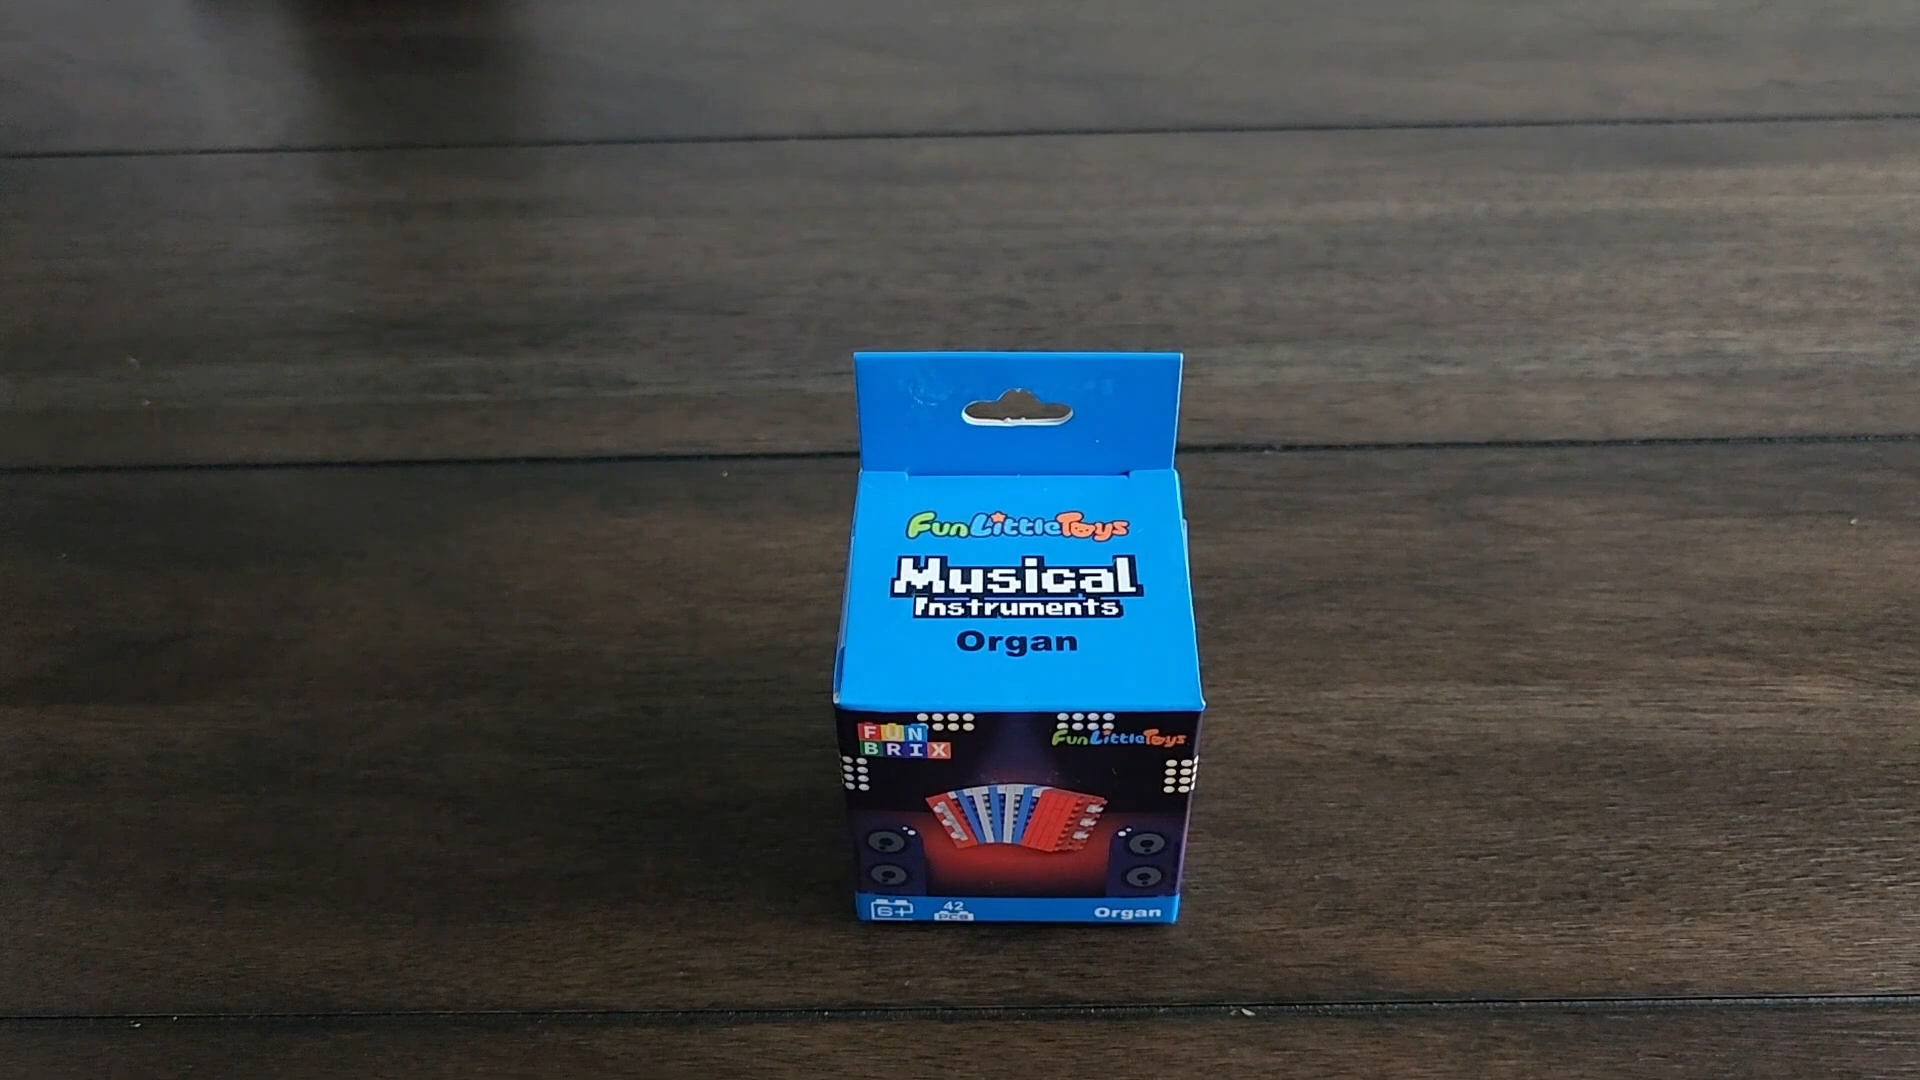 FunLittleToys
Musical
Instruments
Organ
FUN
BRIX
FunLittleToys
6+
42
PCS
Organ